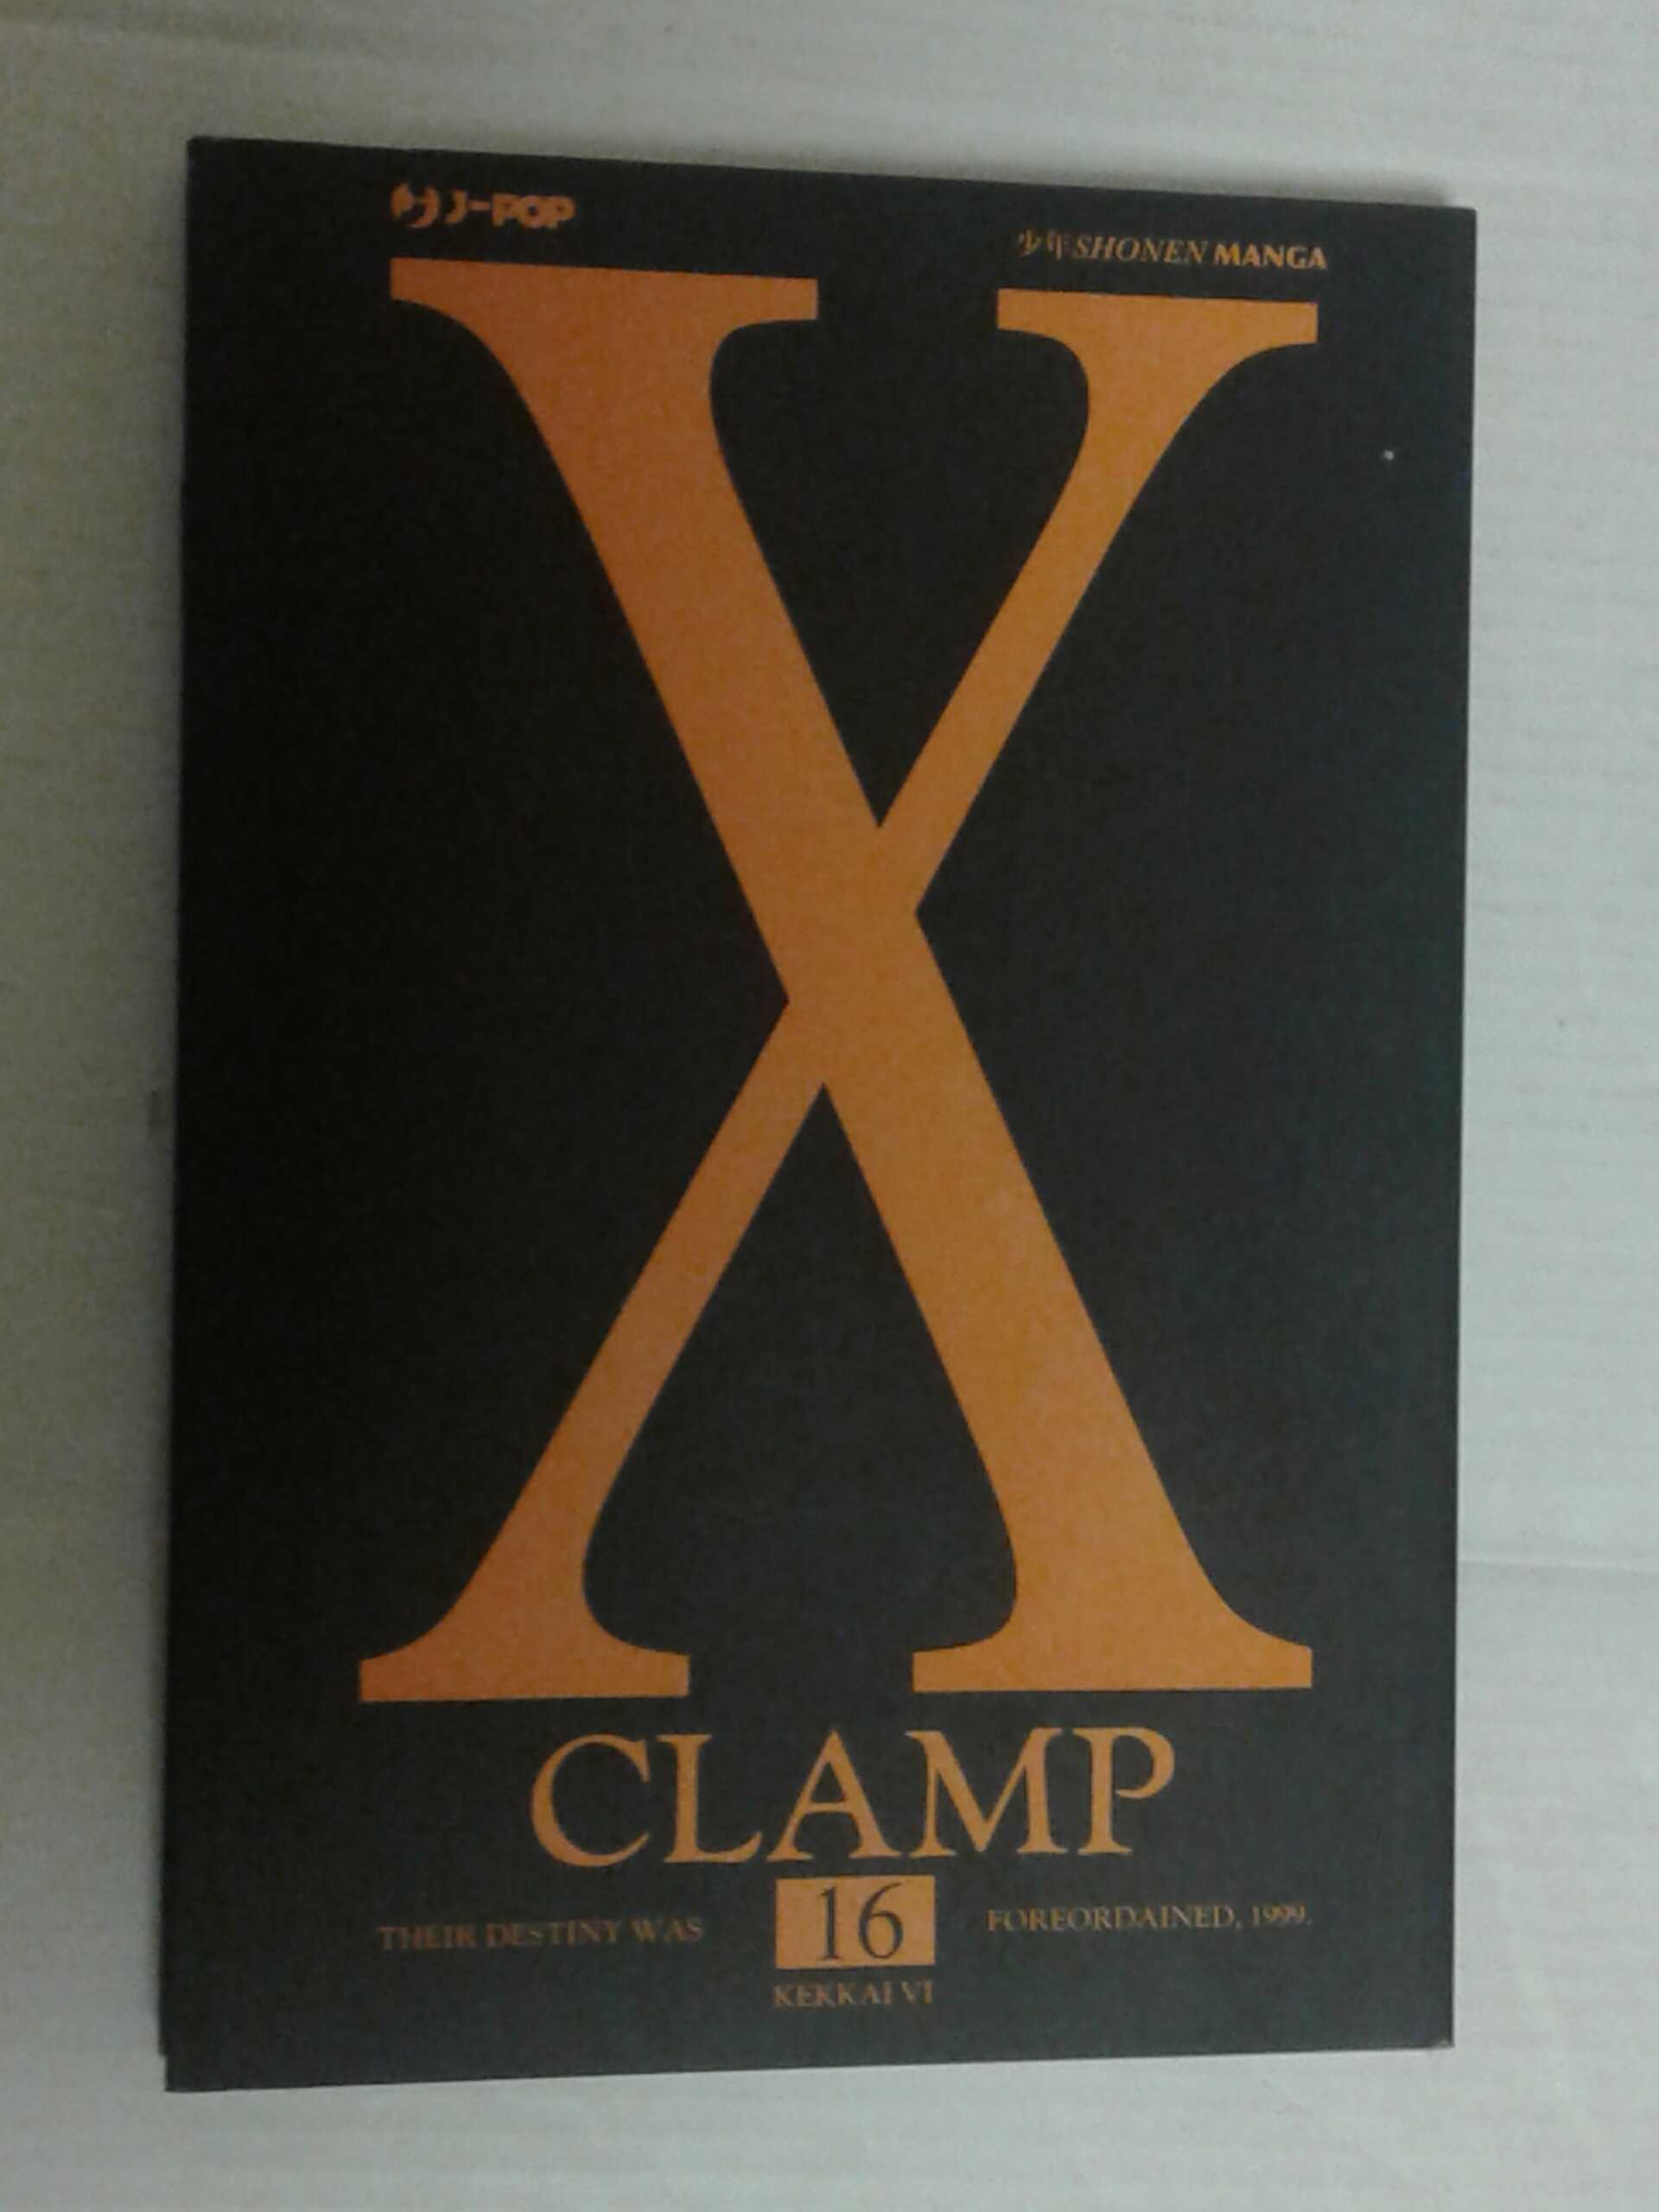 J-POP
少年 SHONEN MANGA
X
CLAMP
THEIR DESTINY WAS
16
FOREORDAINED, 1999.
KEKKAI VI